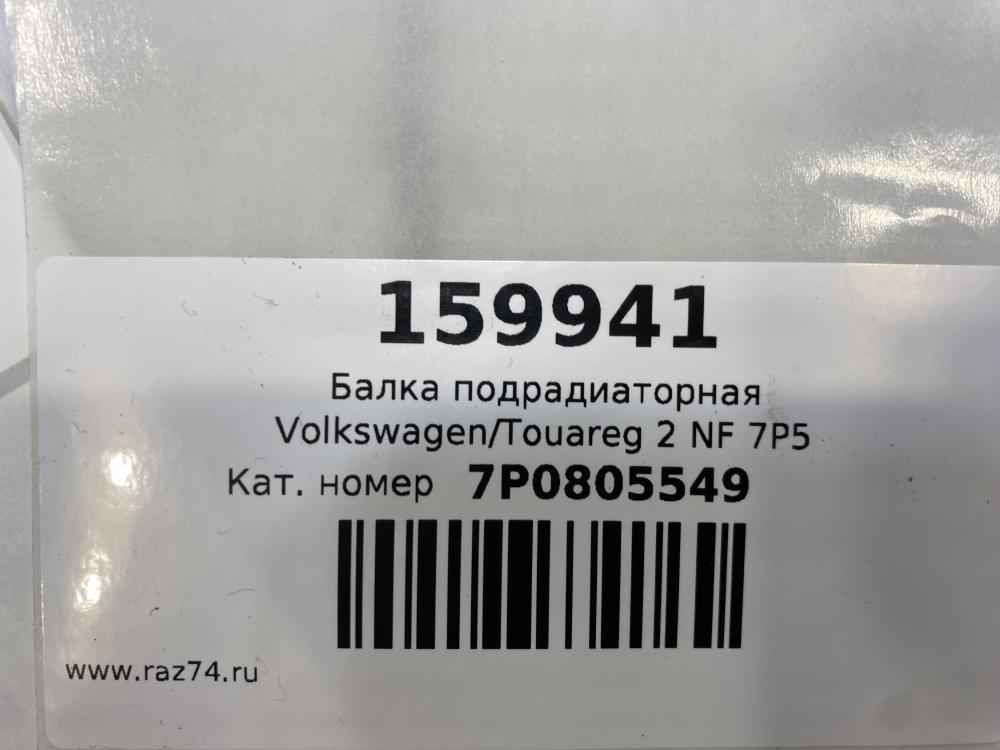 159941
Балка подрадиаторная
Volkswagen/Touareg 2 NF 7P5
Кат. номер 7P0805549
www.raz74.ru